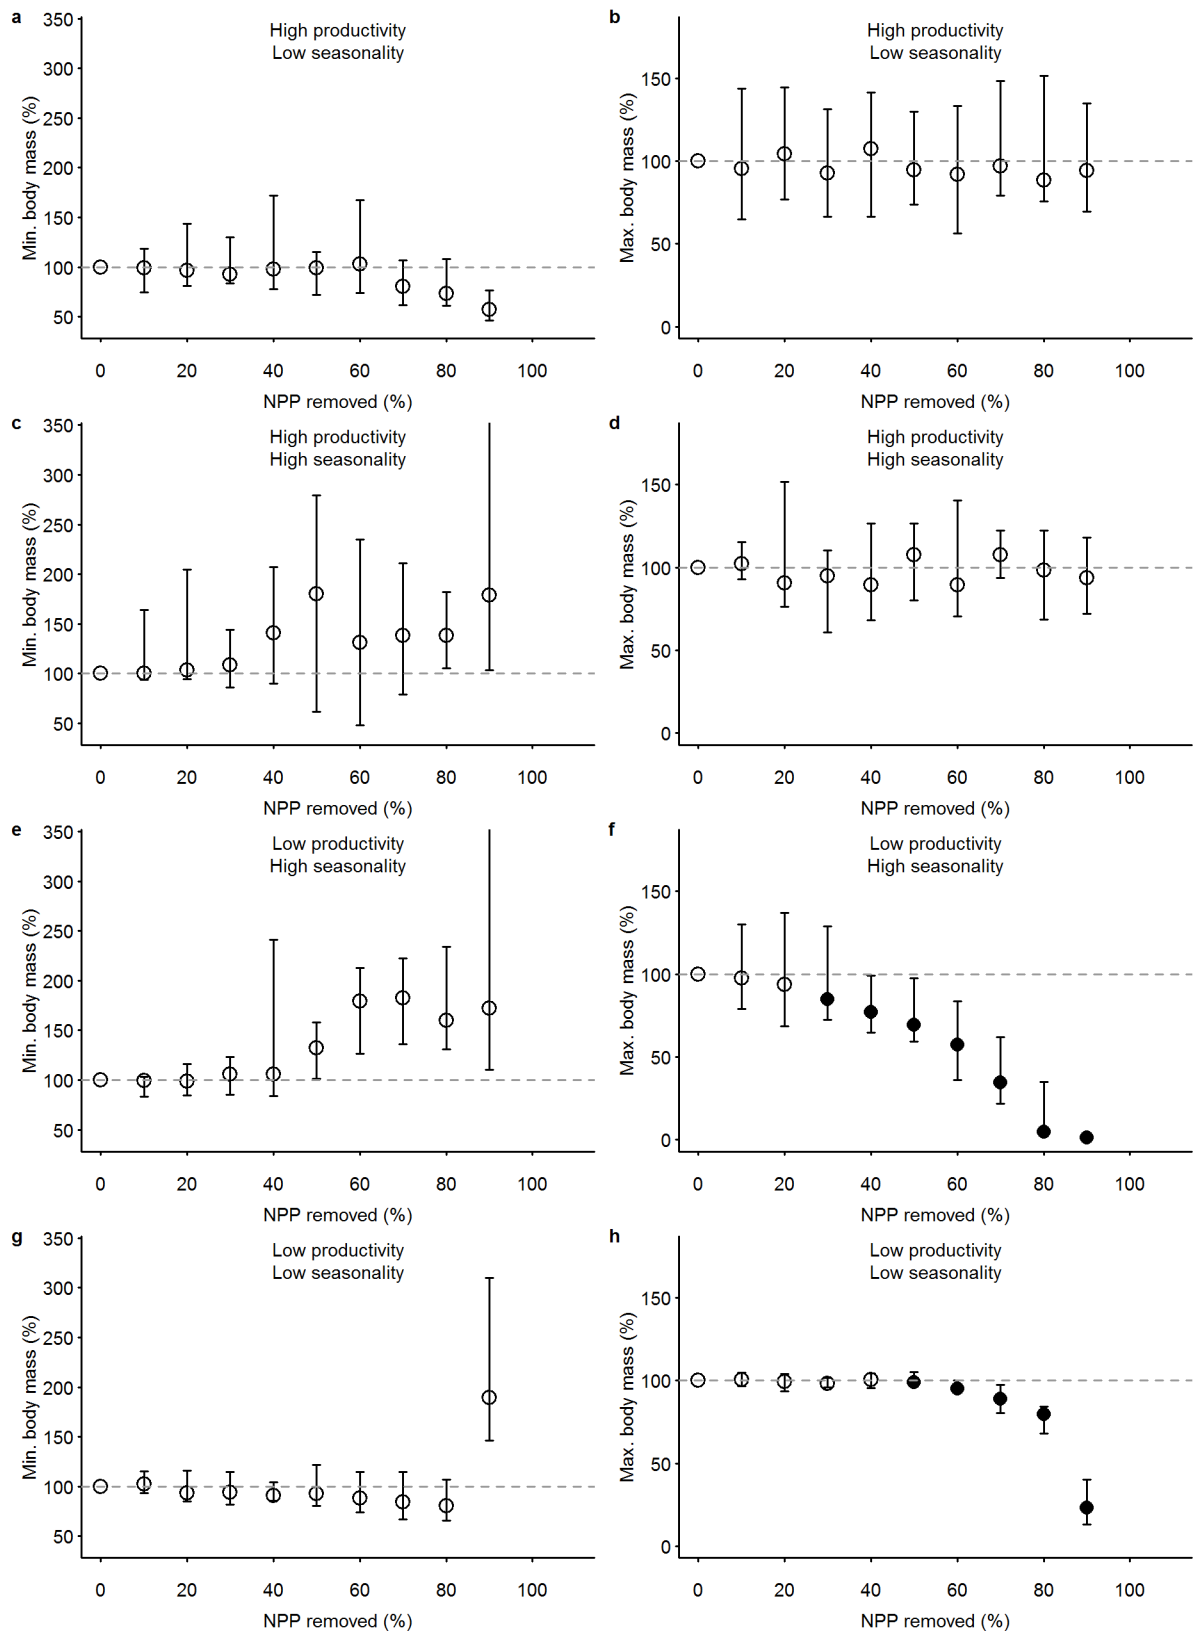 a
High productivity
Low seasonality
Min. body mass (%)
350
300
250
200
150
100
50
0 20 40 60 80 100
NPP removed (%)
b
High productivity
Low seasonality
Max. body mass (%)
150
100
50
0
0 20 40 60 80 100
NPP removed (%)
c
High productivity
High seasonality
Min. body mass (%)
350
300
250
200
150
100
50
0 20 40 60 80 100
NPP removed (%)
d
High productivity
High seasonality
Max. body mass (%)
150
100
50
0
0 20 40 60 80 100
NPP removed (%)
e
Low productivity
High seasonality
Min. body mass (%)
350
300
250
200
150
100
50
0 20 40 60 80 100
NPP removed (%)
f
Low productivity
High seasonality
Max. body mass (%)
150
100
50
0
0 20 40 60 80 100
NPP removed (%)
g
Low productivity
Low seasonality
Min. body mass (%)
350
300
250
200
150
100
50
0 20 40 60 80 100
NPP removed (%)
h
Low productivity
Low seasonality
Max. body mass (%)
150
100
50
0
0 20 40 60 80 100
NPP removed (%)